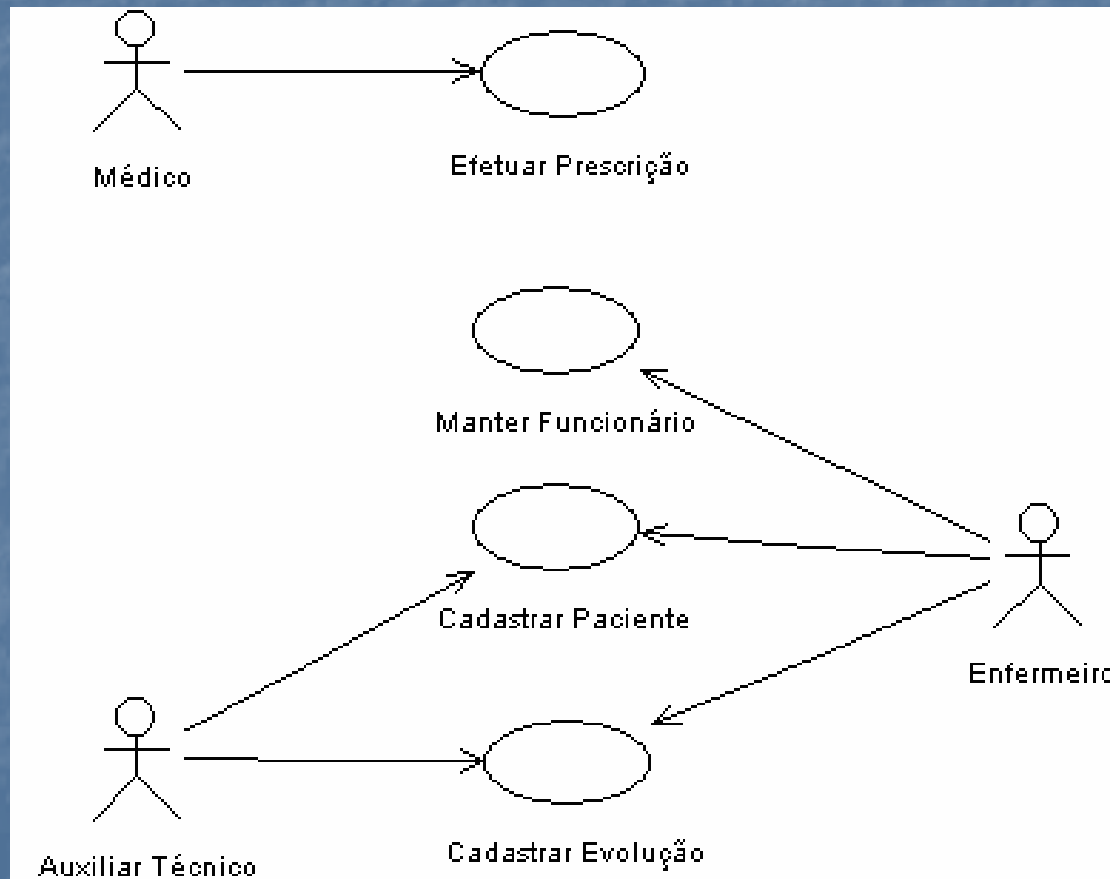 Médico
Efetuar Prescrição
Manter Funcionário
Cadastrar Paciente
Enfermeiro
Auxiliar Técnico
Cadastrar Evolução